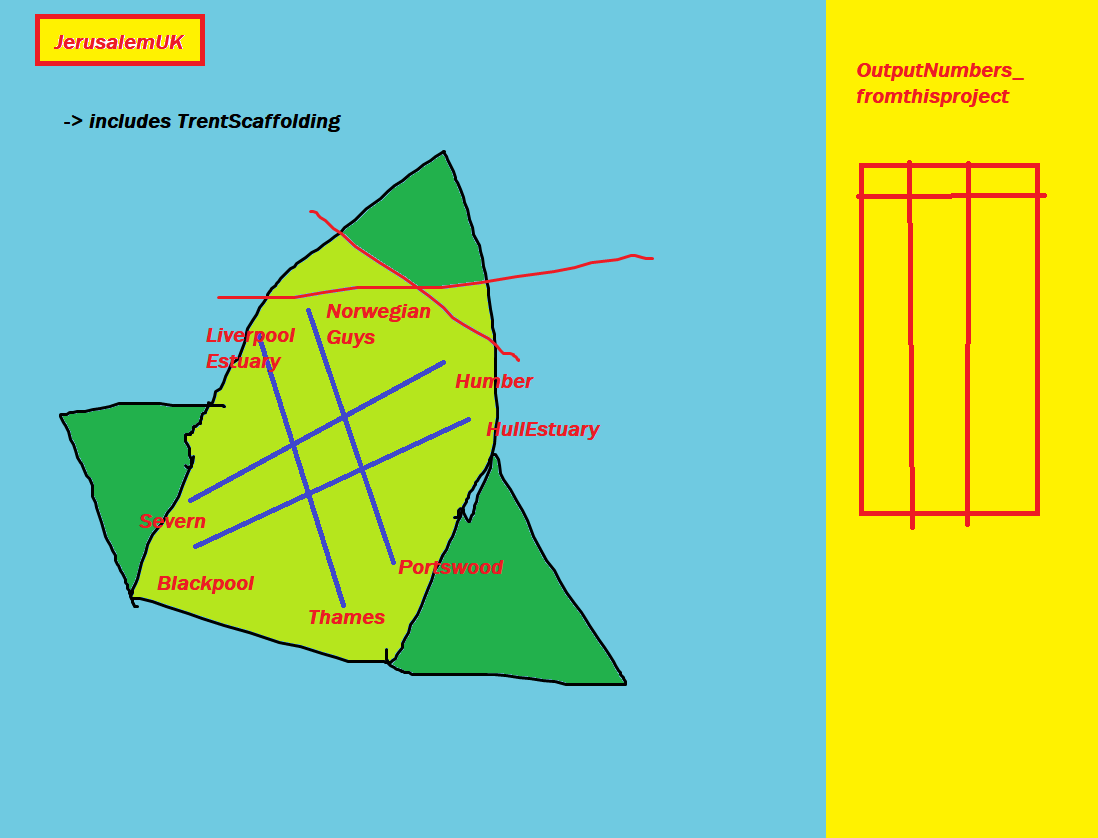 JerusalemUK
-> includes TrentScaffolding
OutputNumbers_
fromthisproject
Norwegian
Guys
Liverpool
Estuary
Humber
HullEstuary
Severn
Portswood
Blackpool
Thames